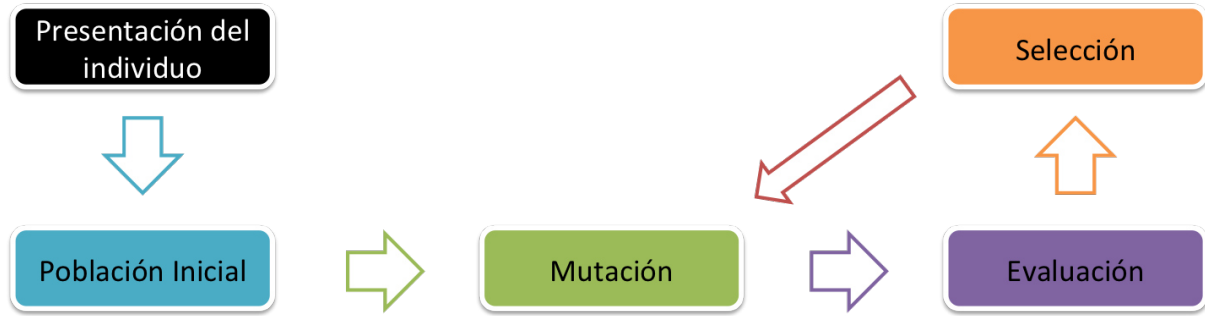 Presentación del
individuo
Selección
Población Inicial
Mutación
Evaluación